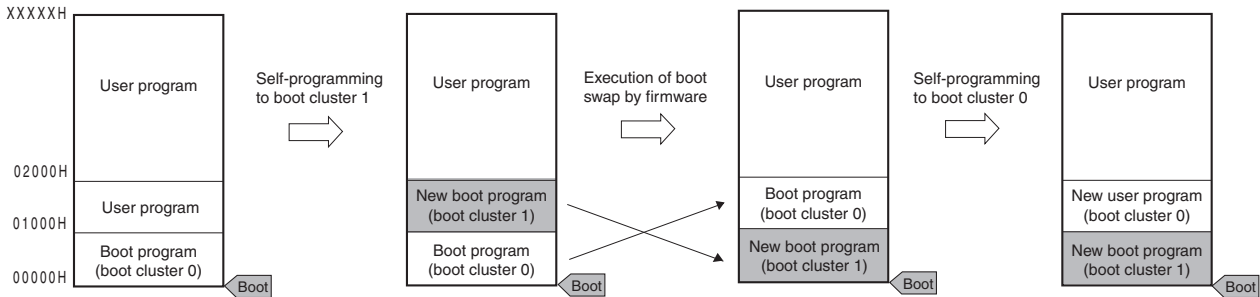 XXXXXH
User program
02000H
User program
01000H
Boot program
(boot cluster 0)
00000H
Boot
Self-programming
to boot cluster 1
User program
New boot program
(boot cluster 1)
Boot program
(boot cluster 0)
Boot
Execution of boot
swap by firmware
User program
Boot program
(boot cluster 0)
New boot program
(boot cluster 1)
Boot
Self-programming
to boot cluster 0
User program
New user program
(boot cluster 0)
New boot program
(boot cluster 1)
Boot